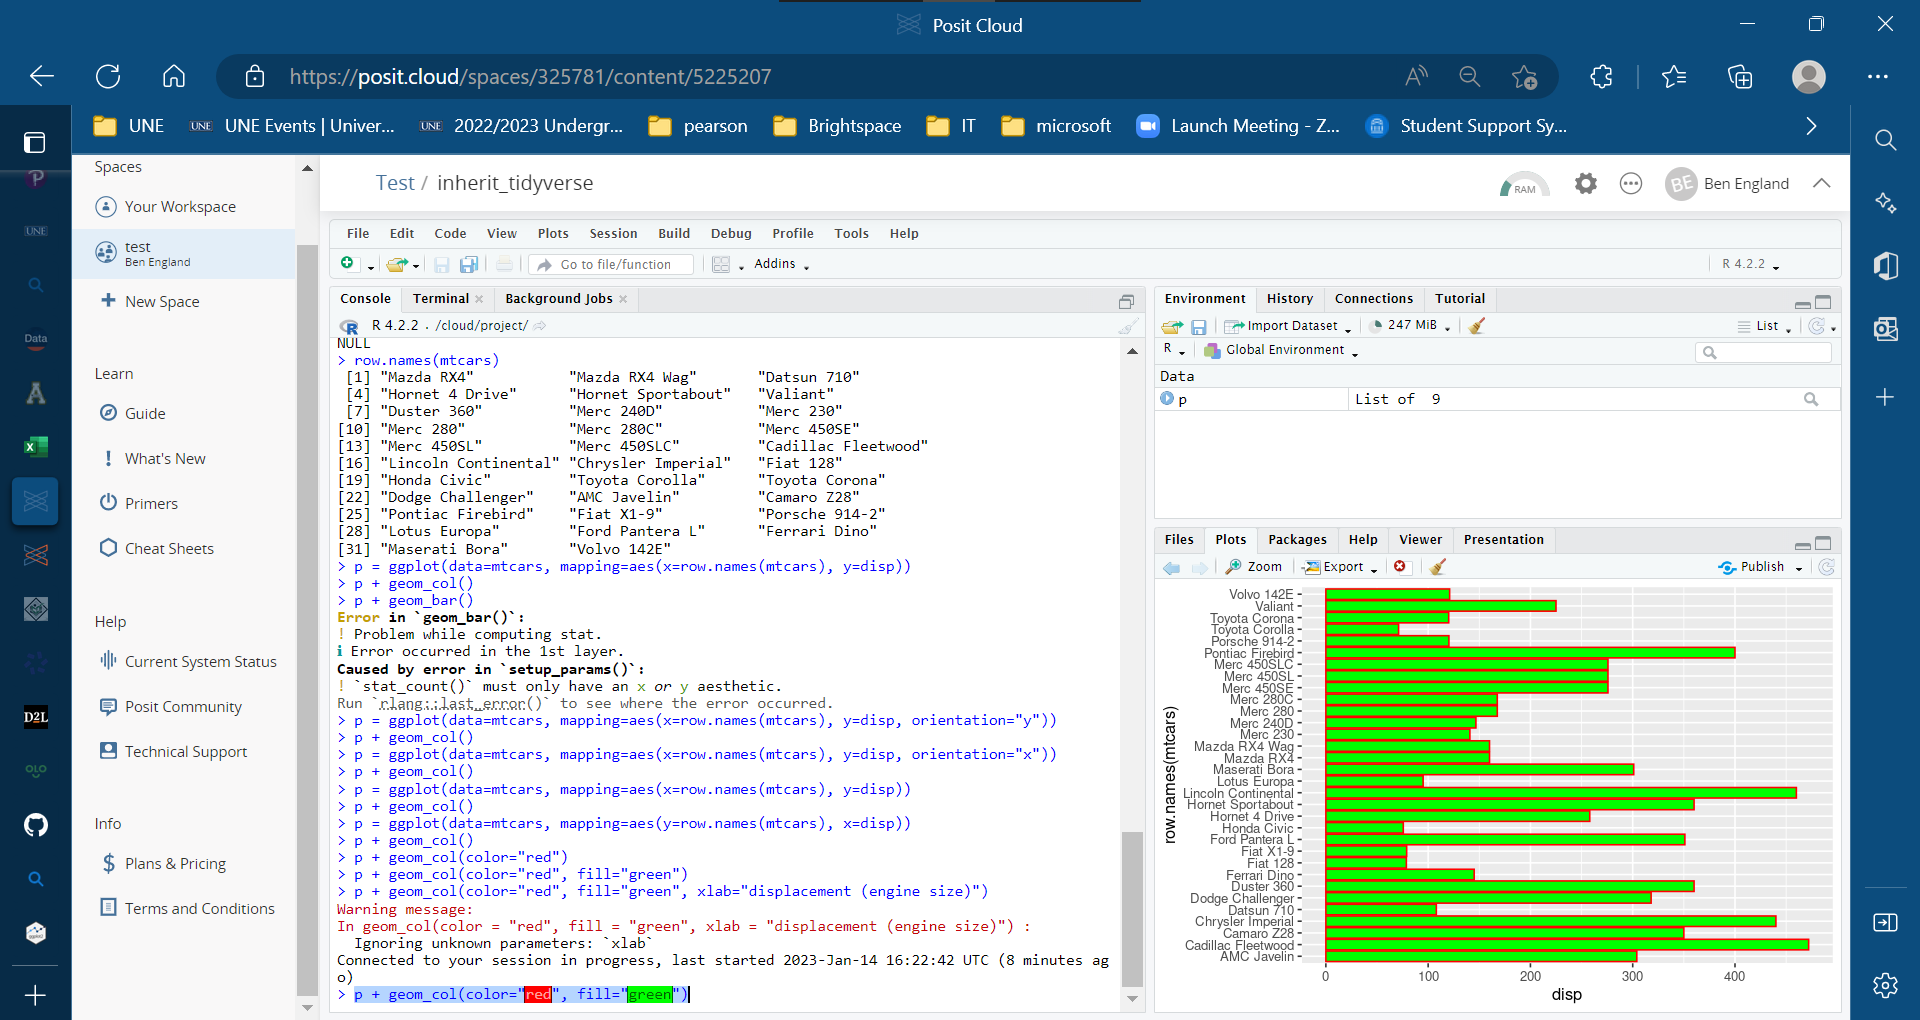 Posit Cloud
https://posit.cloud/spaces/325781/content/5225207
UNE UNE UNE Events | Univer... UNE 2022/2023 Undergr... pearson Brightspace IT microsoft Launch Meeting - Z... Student Support Sy...
Spaces
Your Workspace
test
Ben England
New Space
Learn
Guide
What's New
Primers
Cheat Sheets
Help
Current System Status
Posit Community
Technical Support
Info
Plans & Pricing
Terms and Conditions
UNE
Data
D2L
OLO
Test / inherit_tidyverse
RAM
BE Ben England
File Edit Code View Plots Session Build Debug Profile Tools Help
Go to file/function Addins R 4.2.2
Console Terminal Background Jobs
R 4.2.2 . /cloud/project/
NULL
> row.names(mtcars)
[1] "Mazda RX4" "Mazda RX4 Wag" "Datsun 710"
[4] "Hornet 4 Drive" "Hornet Sportabout" "Valiant"
[7] "Duster 360" "Merc 240D" "Merc 230"
[10] "Merc 280" "Merc 280C" "Merc 450SE"
[13] "Merc 450SL" "Merc 450SLC" "Cadillac Fleetwood"
[16] "Lincoln Continental" "Chrysler Imperial" "Fiat 128"
[19] "Honda Civic" "Toyota Corolla" "Toyota Corona"
[22] "Dodge Challenger" "AMC Javelin" "Camaro Z28"
[25] "Pontiac Firebird" "Fiat X1-9" "Porsche 914-2"
[28] "Lotus Europa" "Ford Pantera L" "Ferrari Dino"
[31] "Maserati Bora" "Volvo 142E"
> p = ggplot(data=mtcars, mapping=aes(x=row.names(mtcars), y=disp))
> p + geom_col()
> p + geom_bar()
Error in `geom_bar()`:
! Problem while computing stat.
i Error occurred in the 1st layer.
Caused by error in `setup_params()`:
! `stat_count()` must only have an x or y aesthetic.
Run `rlang::last_error()` to see where the error occurred.
> p = ggplot(data=mtcars, mapping=aes(x=row.names(mtcars), y=disp, orientation="y"))
> p + geom_col()
> p = ggplot(data=mtcars, mapping=aes(x=row.names(mtcars), y=disp, orientation="x"))
> p + geom_col()
> p = ggplot(data=mtcars, mapping=aes(x=row.names(mtcars), y=disp))
> p + geom_col()
> p = ggplot(data=mtcars, mapping=aes(y=row.names(mtcars), x=disp))
> p + geom_col()
> p + geom_col(color="red")
> p + geom_col(color="red", fill="green")
> p + geom_col(color="red", fill="green", xlab="displacement (engine size)")
Warning message:
In geom_col(color = "red", fill = "green", xlab = "displacement (engine size)") :
Ignoring unknown parameters: `xlab`
Connected to your session in progress, last started 2023-Jan-14 16:22:42 UTC (8 minutes ag
o)
> p + geom_col(color="red", fill="green")
Environment History Connections Tutorial
Import Dataset 247 MiB List
R Global Environment
Data
p List of 9
Files Plots Packages Help Viewer Presentation
Zoom Export Publish
row.names(mtcars)
Volvo 142E
Valiant
Toyota Corona
Toyota Corolla
Porsche 914-2
Pontiac Firebird
Merc 450SLC
Merc 450SL
Merc 450SE
Merc 280C
Merc 280
Merc 240D
Merc 230
Mazda RX4 Wag
Mazda RX4
Maserati Bora
Lotus Europa
Lincoln Continental
Hornet Sportabout
Hornet 4 Drive
Honda Civic
Ford Pantera L
Fiat X1-9
Fiat 128
Ferrari Dino
Duster 360
Dodge Challenger
Datsun 710
Chrysler Imperial
Camaro Z28
Cadillac Fleetwood
AMC Javelin
0 100 200 300 400
disp